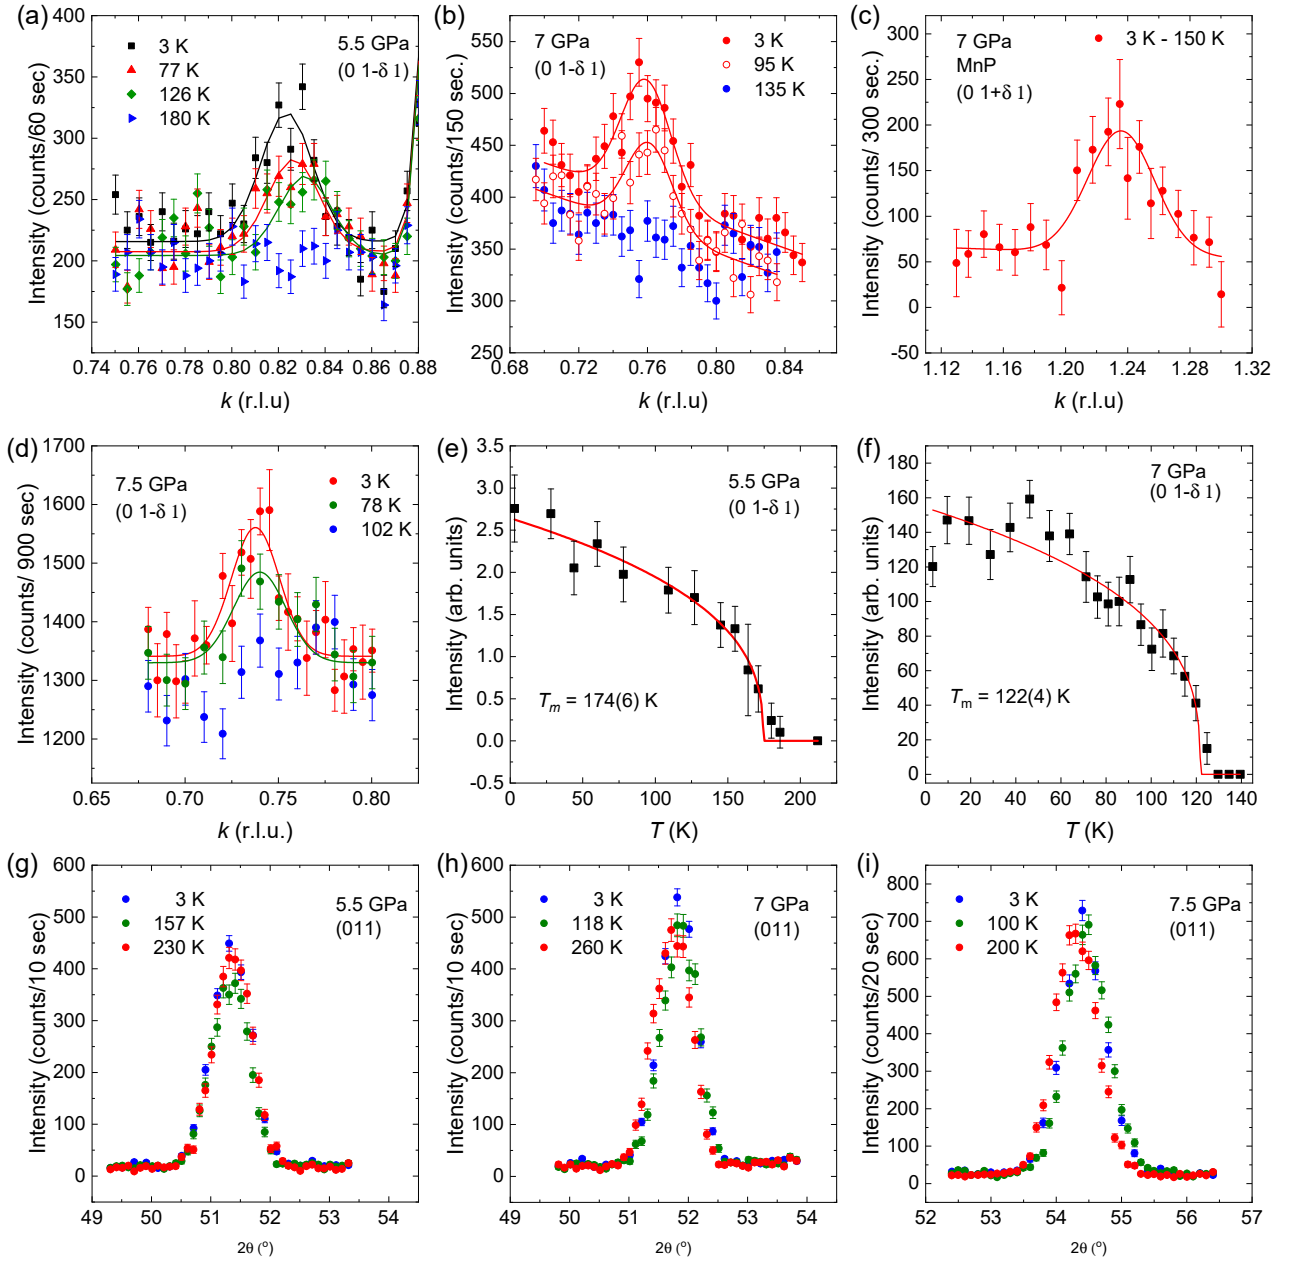 (a)
400
350
300
250
200
150
0.74 0.76 0.78 0.80 0.82 0.84 0.86 0.88
Intensity (counts/60 sec.)
k (r.l.u)
3 K
77 K
126 K
180 K
5.5 GPa
(0 1-δ 1)
(b)
550
500
450
400
350
300
250
0.68 0.72 0.76 0.80 0.84
Intensity (counts/150 sec.)
k (r.l.u)
7 GPa
(0 1-δ 1)
3 K
95 K
135 K
(c)
300
250
200
150
100
50
0
-50
1.12 1.16 1.20 1.24 1.28 1.32
Intensity (counts/ 300 sec.)
k (r.l.u)
7 GPa
MnP
(0 1+δ 1)
3 K - 150 K
(d)
1700
1600
1500
1400
1300
1200
0.65 0.70 0.75 0.80
Intensity (counts/ 900 sec)
k (r.l.u.)
7.5 GPa
(0 1-δ 1)
3 K
78 K
102 K
(e)
3.5
3.0
2.5
2.0
1.5
1.0
0.5
0.0
-0.5
0 50 100 150 200
Intensity (arb. units)
T (K)
5.5 GPa
(0 1-δ 1)
Tm = 174(6) K
(f)
180
160
140
120
100
80
60
40
20
0
0 20 40 60 80 100 120 140
Intensity (arb. units)
T (K)
7 GPa
(0 1-δ 1)
Tm = 122(4) K
(g)
600
500
400
300
200
100
0
49 50 51 52 53 54
Intensity (counts/10 sec)
2θ (°)
3 K
157 K
230 K
5.5 GPa
(011)
(h)
600
500
400
300
200
100
0
49 50 51 52 53 54
Intensity (counts/10 sec)
2θ (°)
3 K
118 K
260 K
7 GPa
(011)
(i)
800
700
600
500
400
300
200
100
0
52 53 54 55 56 57
Intensity (counts/20 sec)
2θ (°)
3 K
100 K
200 K
7.5 GPa
(011)